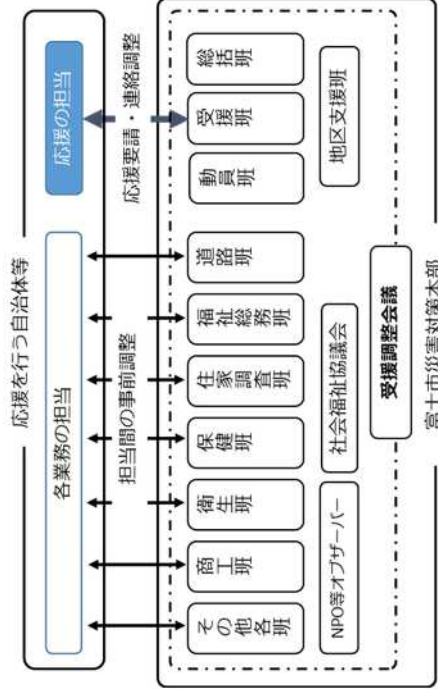 応援を行う自治体等
各業務の担当
応援の担当
担当間の事前調整
応援要請・連絡調整
その他各班
商工班
衛生班
保健班
住家調査班
福祉総務班
道路班
動員班
受援班
総括班
NPO等オブザーバー
社会福祉協議会
地区支援班
受援調整会議
富士市災害対策本部